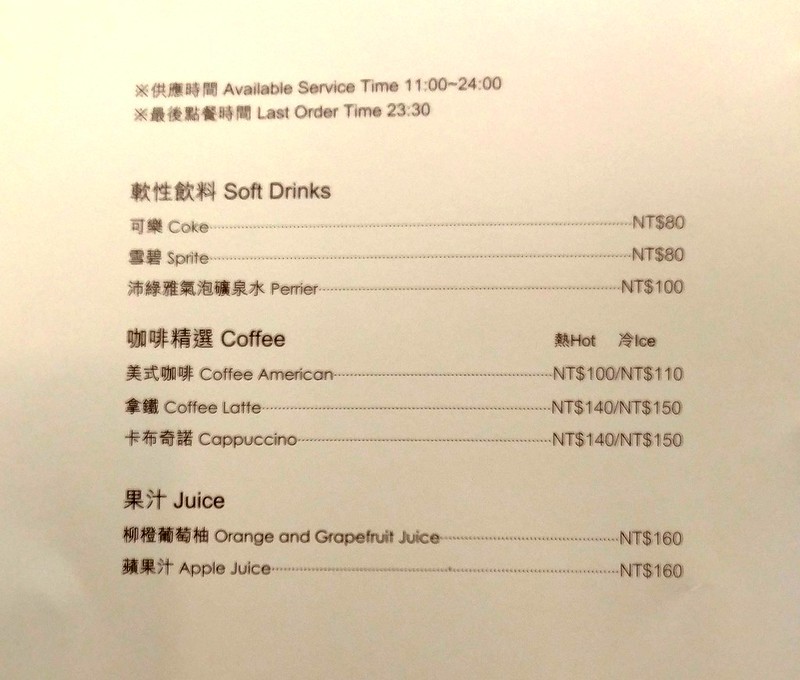 ※供應時間 Available Service Time 11:00~24:00
※最後點餐時間 Last Order Time 23:30
軟性飲料 Soft Drinks
可樂 Coke NT$80
雪碧 Sprite NT$80
沛綠雅氣泡礦泉水 Perrier NT$100
咖啡精選 Coffee 熱Hot 冷Ice
美式咖啡 Coffee American NT$100/NT$110
拿鐵 Coffee Latte NT$140/NT$150
卡布奇諾 Cappuccino NT$140/NT$150
果汁 Juice
柳橙葡萄柚 Orange and Grapefruit Juice NT$160
蘋果汁 Apple Juice NT$160